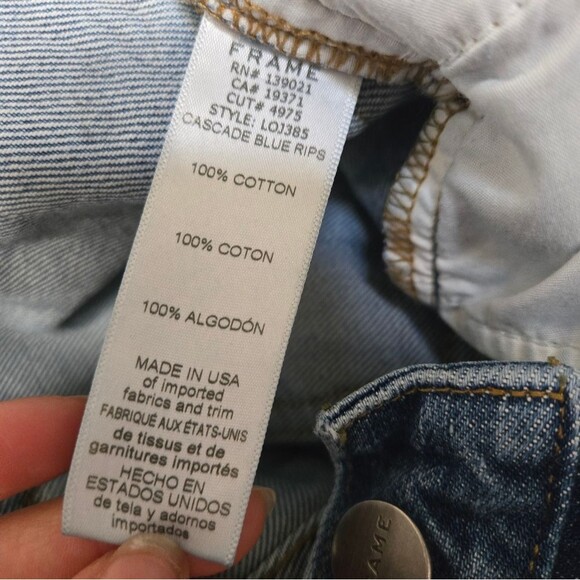 FRAME
RN# 139021
CA# 19371
CUT# 4975
STYLE: LOJ385
CASCADE BLUE RIPS
100% COTTON
100% COTON
100% ALGODÓN
MADE IN USA
of imported
fabrics and trim
FABRIQUÉ AUX ÉTATS-UNIS
de tissus et de
garnitures importés
HECHO EN
ESTADOS UNIDOS
de tela y adornos
importados
AME